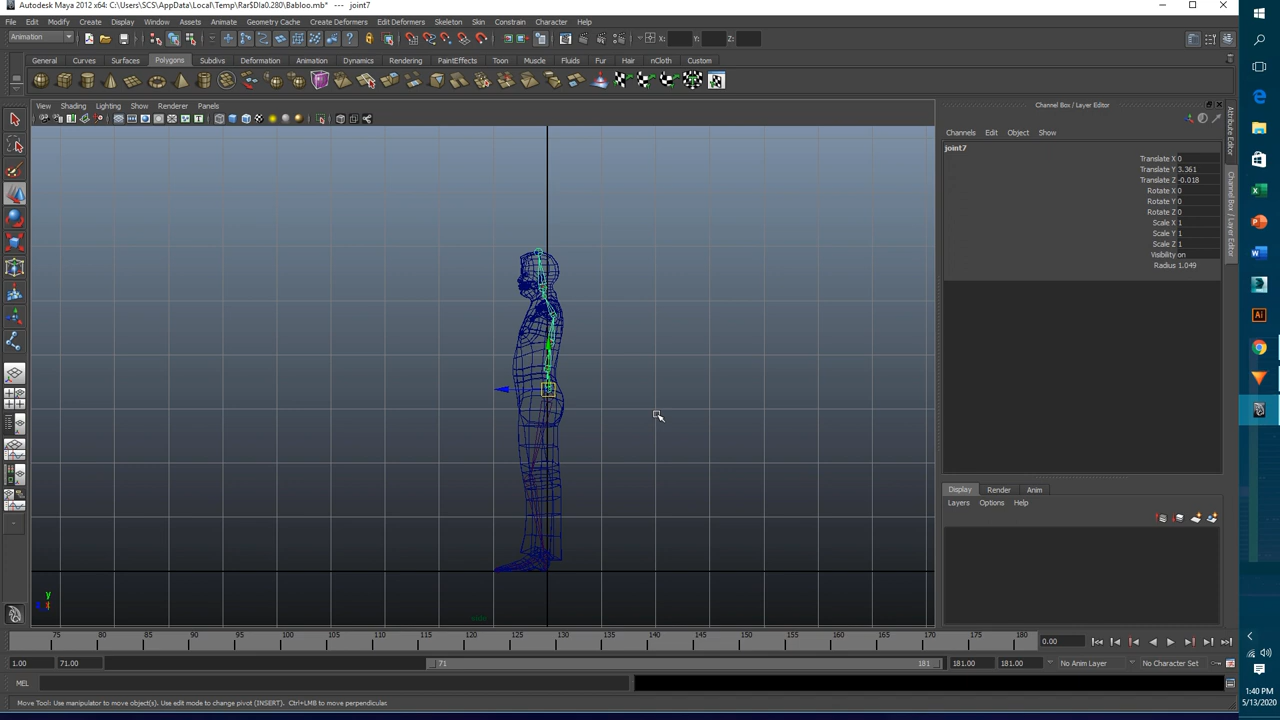 Autodesk Maya 2012 x64: C:\Users\SCS\AppData\Local\Temp\Rar$DIa0.280\Babloo.mb* --- joint7
File Edit Modify Create Display Window Assets Animate Geometry Cache Create Deformers Edit Deformers Skeleton Skin Constrain Character Help
Animation X: Y: Z:
General Curves Surfaces Polygons Subdivs Deformation Animation Dynamics Rendering PaintEffects Toon Muscle Fluids Fur Hair nCloth Custom
View Shading Lighting Show Renderer Panels
Channel Box / Layer Editor
Channels Edit Object Show
joint7
Translate X 0
Translate Y 3.361
Translate Z -0.018
Rotate X 0
Rotate Y 0
Rotate Z 0
Scale X 1
Scale Y 1
Scale Z 1
Visibility on
Radius 1.049
Attribute Editor
Channel Box / Layer Editor
Display Render Anim
Layers Options Help
y
75 80 85 90 95 100 105 110 115 120 125 130 135 140 145 150 155 160 165 170 175 180 0.00
1.00 71.00 71 181 181.00 181.00 No Anim Layer No Character Set
MEL
Move Tool: Use manipulator to move object(s). Use edit mode to change pivot (INSERT). Ctrl+LMB to move perpendicular.
1:40 PM
5/13/2020